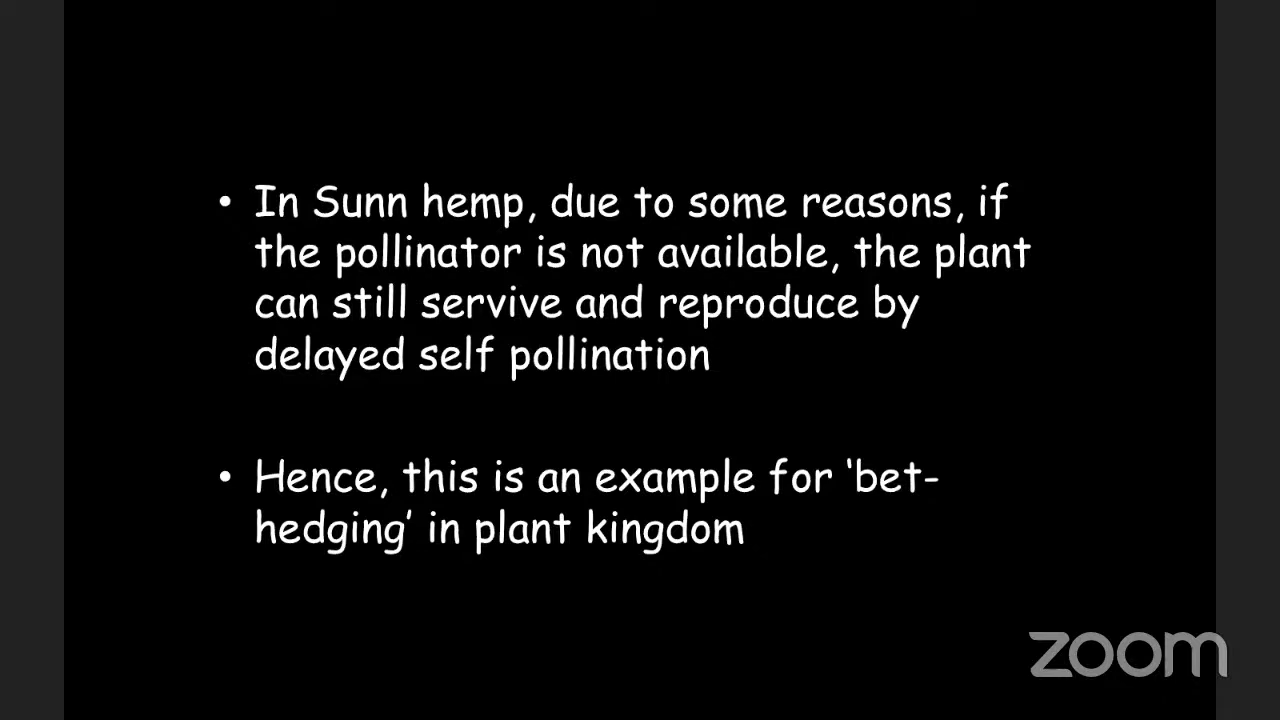 • In Sunn hemp, due to some reasons, if
the pollinator is not available, the plant
can still servive and reproduce by
delayed self pollination
• Hence, this is an example for ‘bet-
hedging’ in plant kingdom
zoom